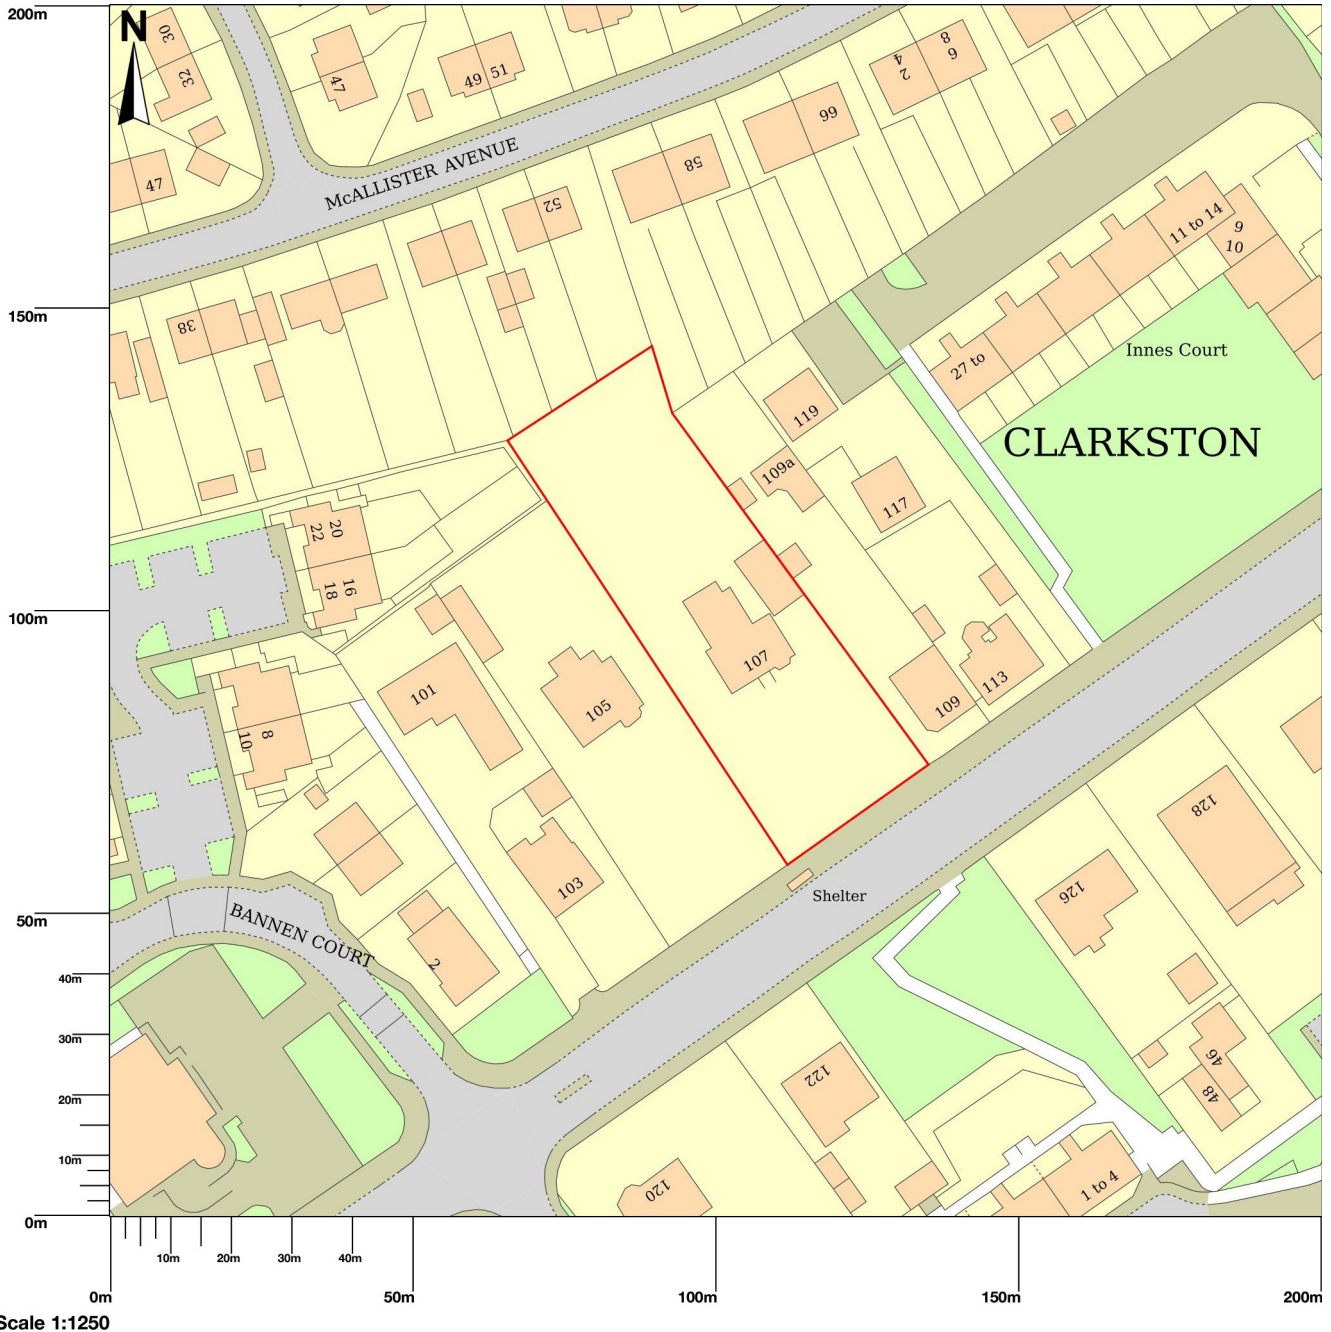 200m
N
30
32
47
49 51
8
6
4
2
66
58
47
McALLISTER AVENUE
52
11 to 14
9
10
150m
38
Innes Court
27 to
119
CLARKSTON
109a
117
22
20
16
18
100m
107
101
105
113
109
8
10
128
103
126
Shelter
50m
BANNEN COURT
2
40m
30m
46
122
48
20m
10m
120
1 to 4
0m
10m
20m
30m
40m
0m
50m
100m
150m
200m
Scale 1:1250